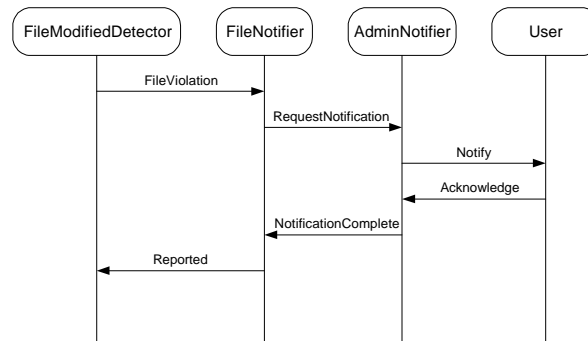 FileModifiedDetector
FileNotifier
AdminNotifier
User
FileViolation
RequestNotification
Notify
Acknowledge
NotificationComplete
Reported